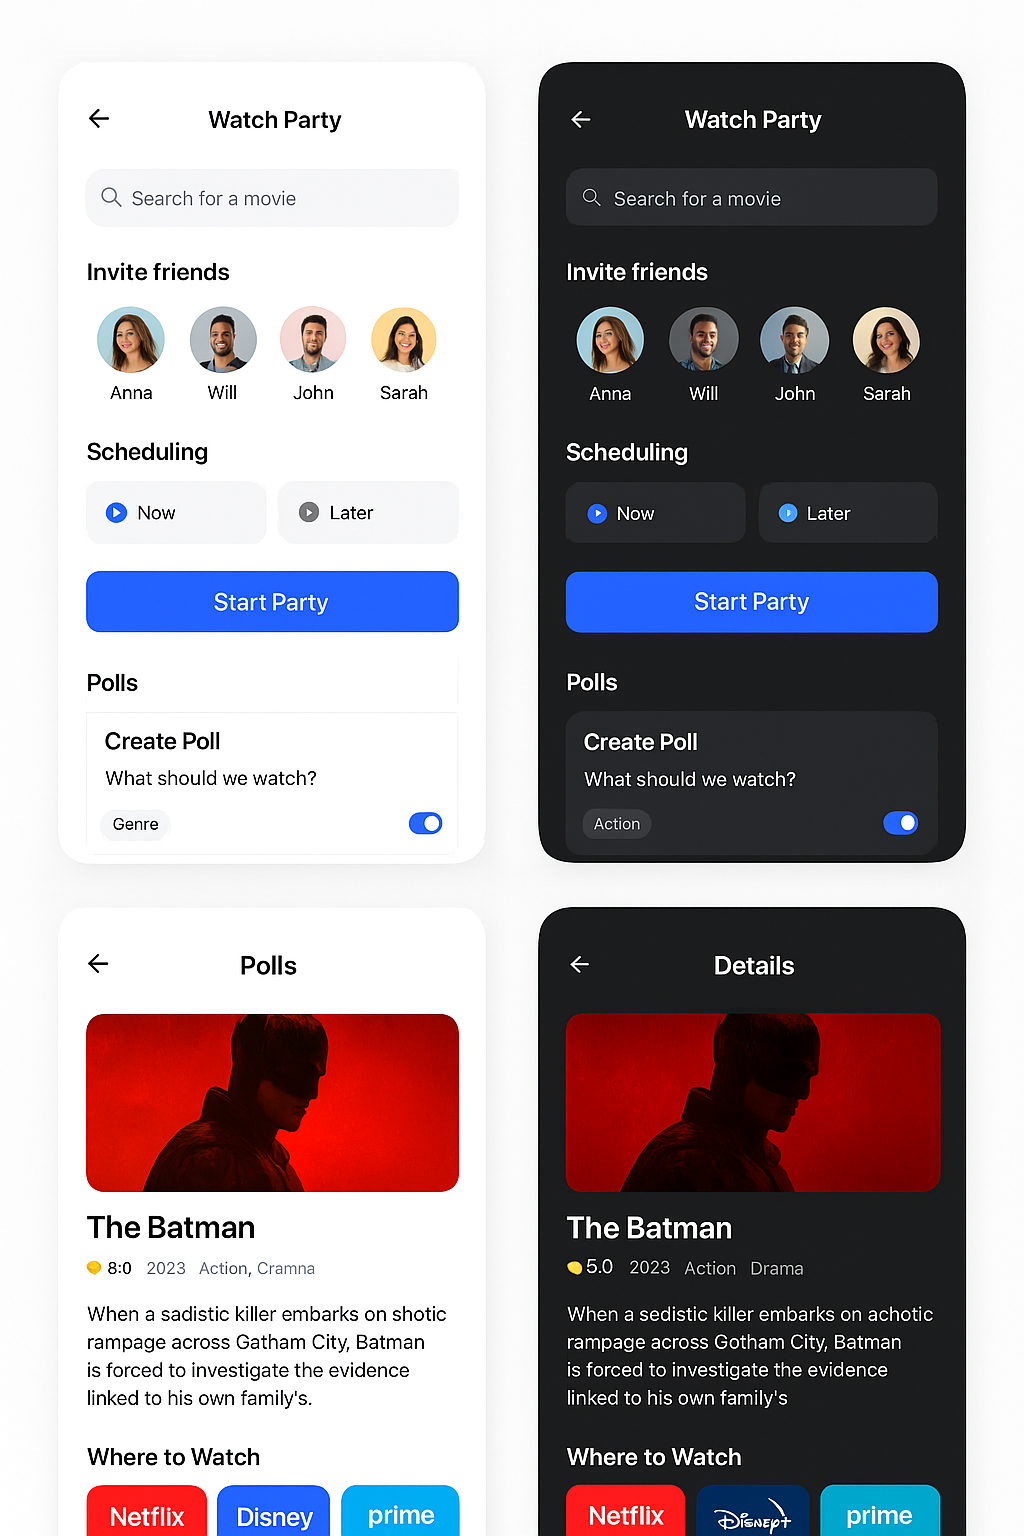 Watch Party
Search for a movie
Invite friends
Anna Will John Sarah
Scheduling
Now Later
Start Party
Polls
Create Poll
What should we watch?
Genre
Watch Party
Search for a movie
Invite friends
Anna Will John Sarah
Scheduling
Now Later
Start Party
Polls
Create Poll
What should we watch?
Action
Polls
The Batman
8:0 2023 Action, Cramna
When a sadistic killer embarks on shotic
rampage across Gatham City, Batman
is forced to investigate the evidence
linked to his own family's.
Where to Watch
Netflix Disney prime
Details
The Batman
5.0 2023 Action Drama
When a sedistic killer embarks on achotic
rampage across Gotham City, Batman
is forced to investigate the evidence
linked to his own family's
Where to Watch
Netflix Disney+ prime